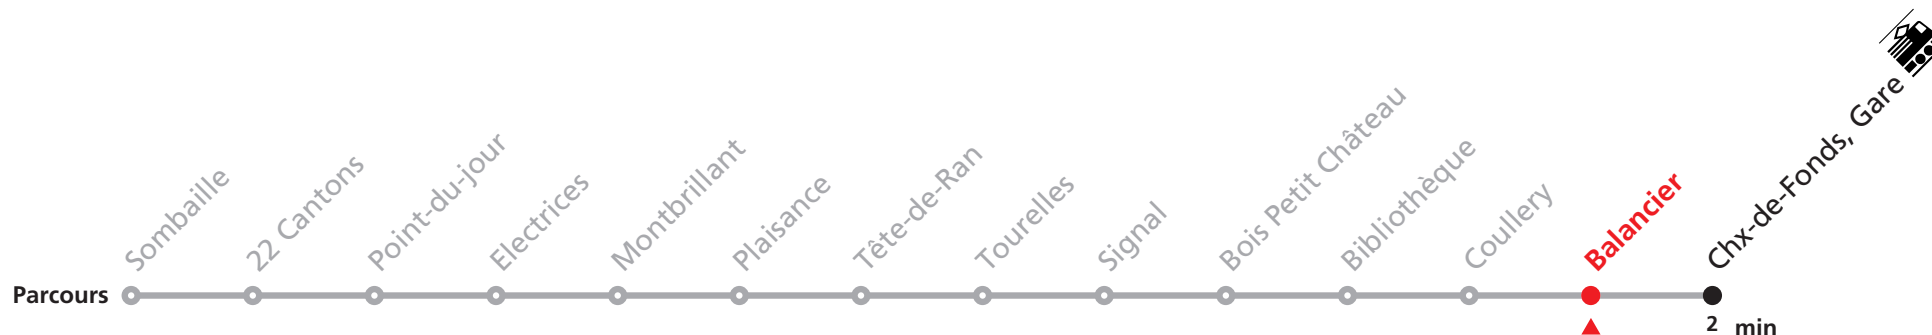 Parcours
Sombaille
22 Cantons
Point-du-jour
Electrices
Montbrillant
Plaisance
Tête-de-Ran
Tourelles
Signal
Bois Petit Château
Bibliothèque
Coullery
Balancier
Chx-de-Fonds, Gare
2 min